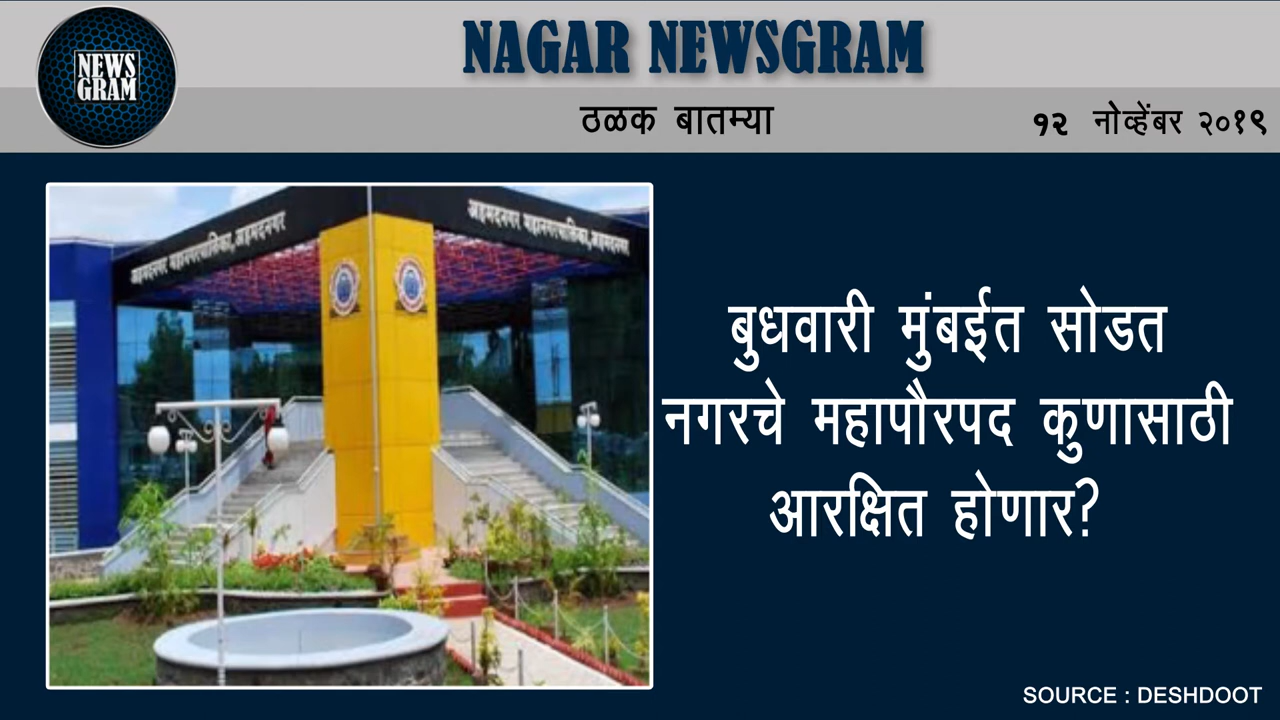 NAGAR NEWSGRAM
NEWS
GRAM
ठळक बातम्या
१२ नोव्हेंबर २०१९
अहमदनगर महानगरपालिका,अहमदनगर
अहमदनगर महानगरपालिका,अहमदनगर
बुधवारी मुंबईत सोडत
नगरचे महापौरपद कुणासाठी
आरक्षित होणार?
SOURCE : DESHDOOT